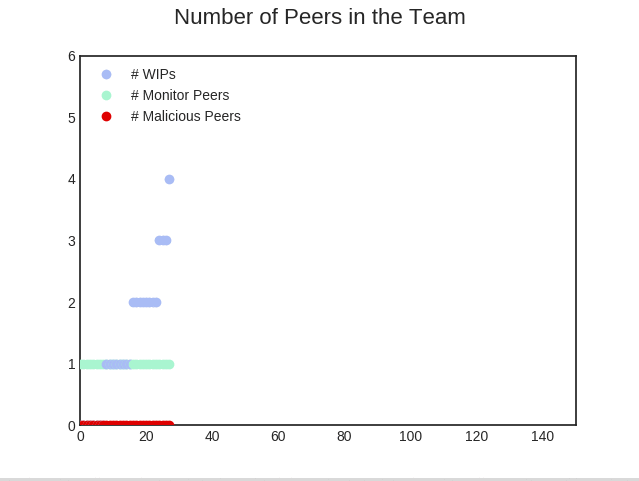 Number of Peers in the Team
6
# WIPs
# Monitor Peers
5
# Malicious Peers
4
3
2
1
0
0 20 40 60 80 100 120 140